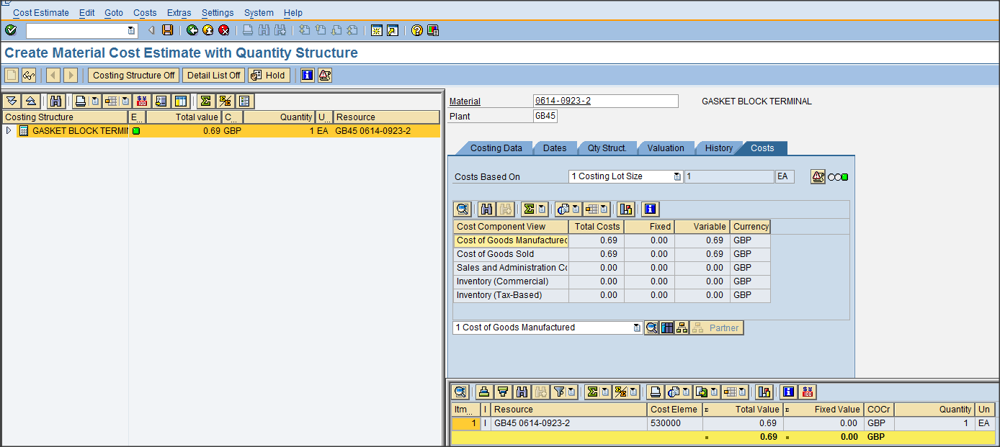 Cost Estimate Edit Goto Costs Extras Settings System Help
Create Material Cost Estimate with Quantity Structure
Costing Structure Off Detail List Off Hold
Costing Structure E... Total value C... Quantity U... Resource
GASKET BLOCK TERMIN 0.69 GBP 1 EA GB45 0614-0923-2
Material 0614-0923-2 GASKET BLOCK TERMINAL
Plant GB45
Costing Data Dates Qty Struct. Valuation History Costs
Costs Based On 1 Costing Lot Size 1 EA
Cost Component View Total Costs Fixed Variable Currency
Cost of Goods Manufactured 0.69 0.00 0.69 GBP
Cost of Goods Sold 0.69 0.00 0.69 GBP
Sales and Administration Co 0.00 0.00 0.00 GBP
Inventory (Commercial) 0.00 0.00 0.00 GBP
Inventory (Tax-Based) 0.00 0.00 0.00 GBP
1 Cost of Goods Manufactured Partner
Itm... I Resource Cost Eleme Σ Total Value Σ Fixed Value COCr Quantity Un
1 I GB45 0614-0923-2 530000 0.69 0.00 GBP 1 EA
▪ 0.69 ▪ 0.00 GBP